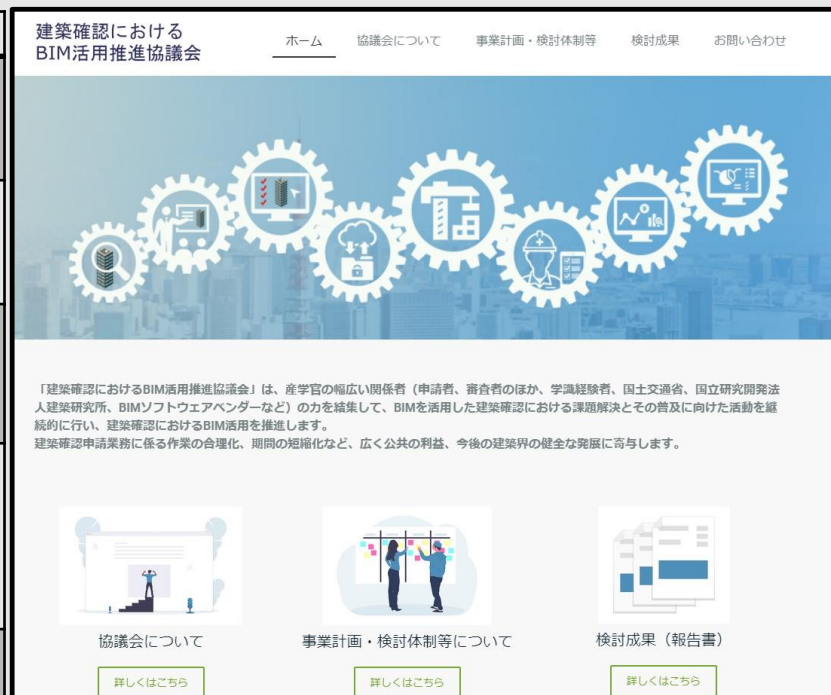 建築確認における
BIM活用推進協議会
ホーム
協議会について
事業計画・検討体制等
検討成果
お問い合わせ
「建築確認におけるBIM活用推進協議会」は、産学官の幅広い関係者（申請者、審査者のほか、学識経験者、国土交通省、国立研究開発法
人建築研究所、BIMソフトウェアベンダーなど）の力を結集して、BIMを活用した建築確認における課題解決とその普及に向けた活動を継
続的に行い、建築確認におけるBIM活用を推進します。
建築確認申請業務に係る作業の合理化、期間の短縮化など、広く公共の利益、今後の建築界の健全な発展に寄与します。
協議会について
事業計画・検討体制等について
検討成果（報告書）
詳しくはこちら
詳しくはこちら
詳しくはこちら